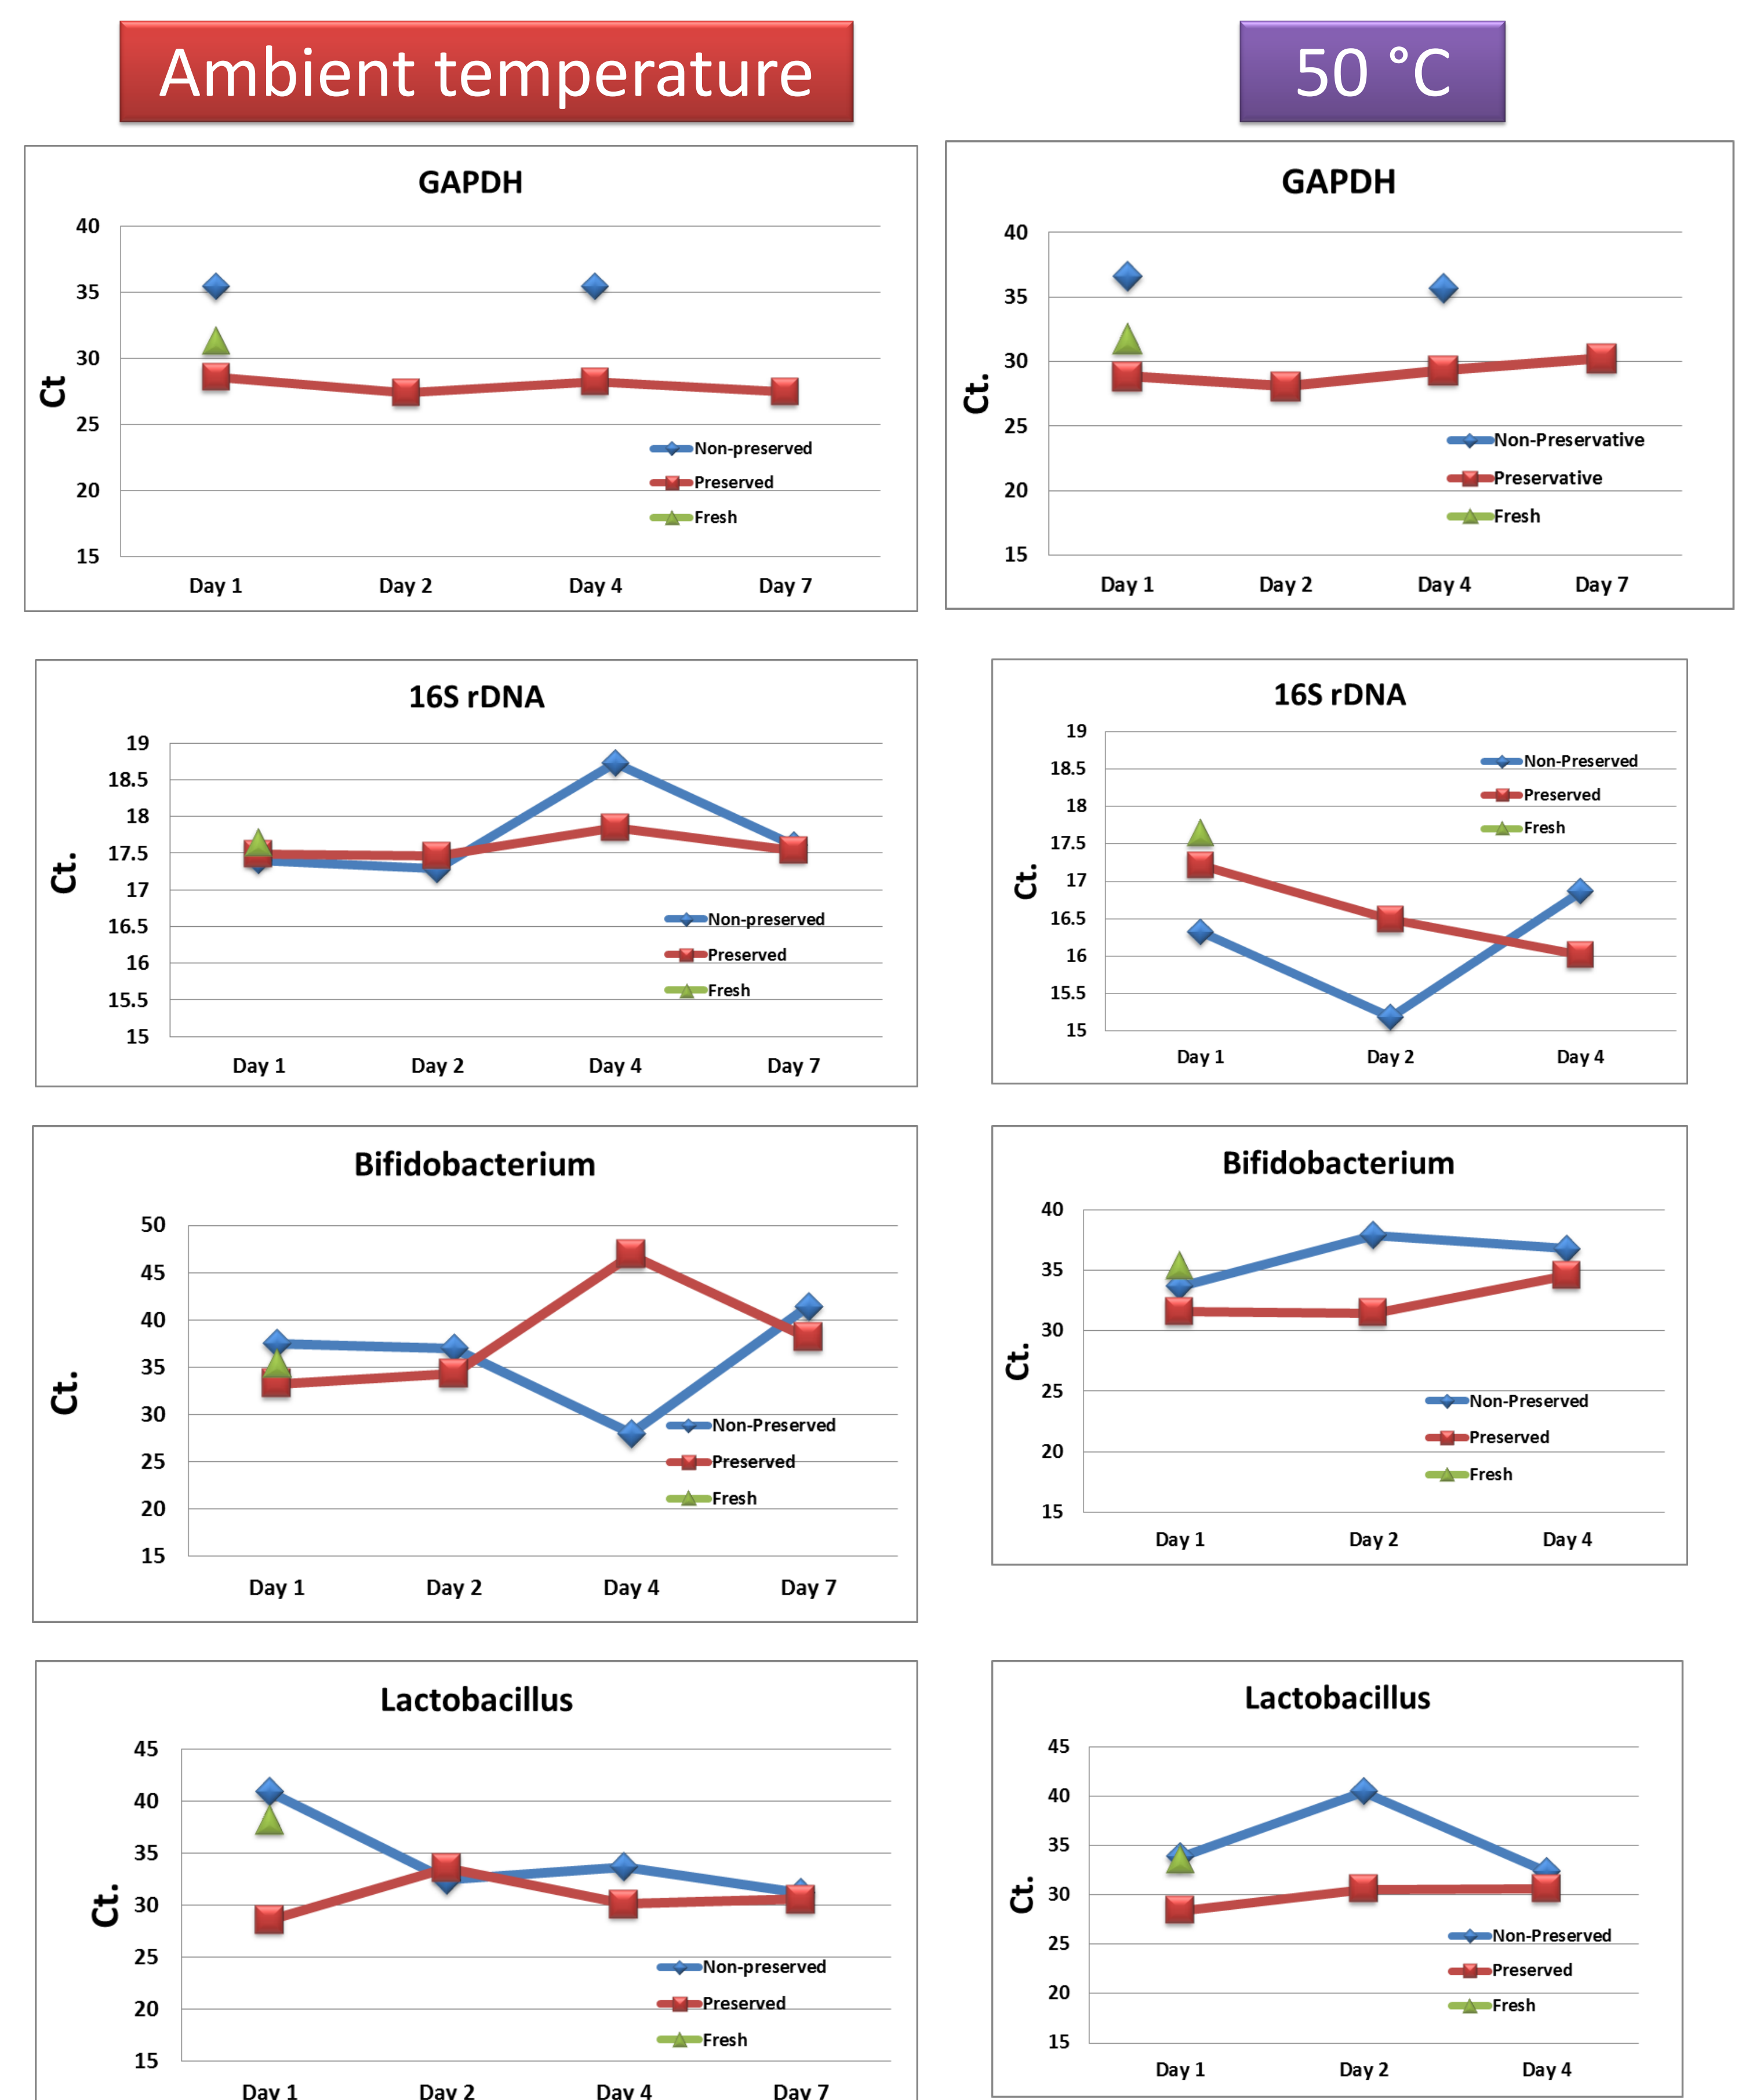 Ambient temperature
50 °C
GAPDH
40
35
30
25
20
15
Ct
Non-preserved
Preserved
Fresh
Day 1 Day 2 Day 4 Day 7
GAPDH
40
35
30
25
20
15
Ct.
Non-Preservative
Preservative
Fresh
Day 1 Day 2 Day 4 Day 7
16S rDNA
19
18.5
18
17.5
17
16.5
16
15.5
15
Ct.
Non-preserved
Preserved
Fresh
Day 1 Day 2 Day 4 Day 7
16S rDNA
19
18.5
18
17.5
17
16.5
16
15.5
15
Ct.
Non-Preserved
Preserved
Fresh
Day 1 Day 2 Day 4
Bifidobacterium
50
45
40
35
30
25
20
15
Ct.
Non-Preserved
Preserved
Fresh
Day 1 Day 2 Day 4 Day 7
Bifidobacterium
40
35
30
25
20
15
Ct.
Non-Preserved
Preserved
Fresh
Day 1 Day 2 Day 4
Lactobacillus
45
40
35
30
25
20
15
Ct.
Non-preserved
Preserved
Fresh
Day 1 Day 2 Day 4 Day 7
Lactobacillus
45
40
35
30
25
20
15
Ct.
Non-Preserved
Preserved
Fresh
Day 1 Day 2 Day 4